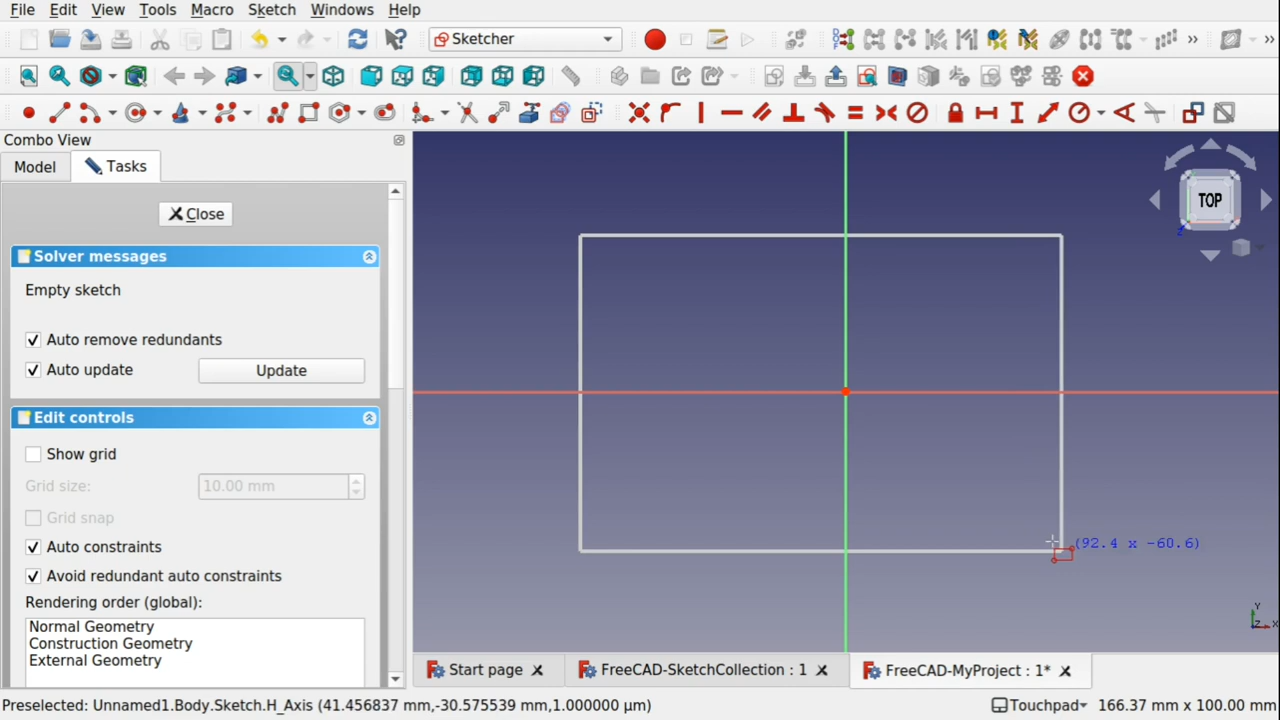 File Edit View Tools Macro Sketch Windows Help
Sketcher
Combo View
Model Tasks
Close
Solver messages
Empty sketch
Auto remove redundants
Auto update Update
Edit controls
Show grid
Grid size: 10.00 mm
Grid snap
Auto constraints
Avoid redundant auto constraints
Rendering order (global):
Normal Geometry
Construction Geometry
External Geometry
TOP
(92.4 x -60.6)
Y
Z X
Start page FreeCAD-SketchCollection : 1 FreeCAD-MyProject : 1*
Preselected: Unnamed1.Body.Sketch.H_Axis (41.456837 mm,-30.575539 mm,1.000000 µm) Touchpad 166.37 mm x 100.00 mm